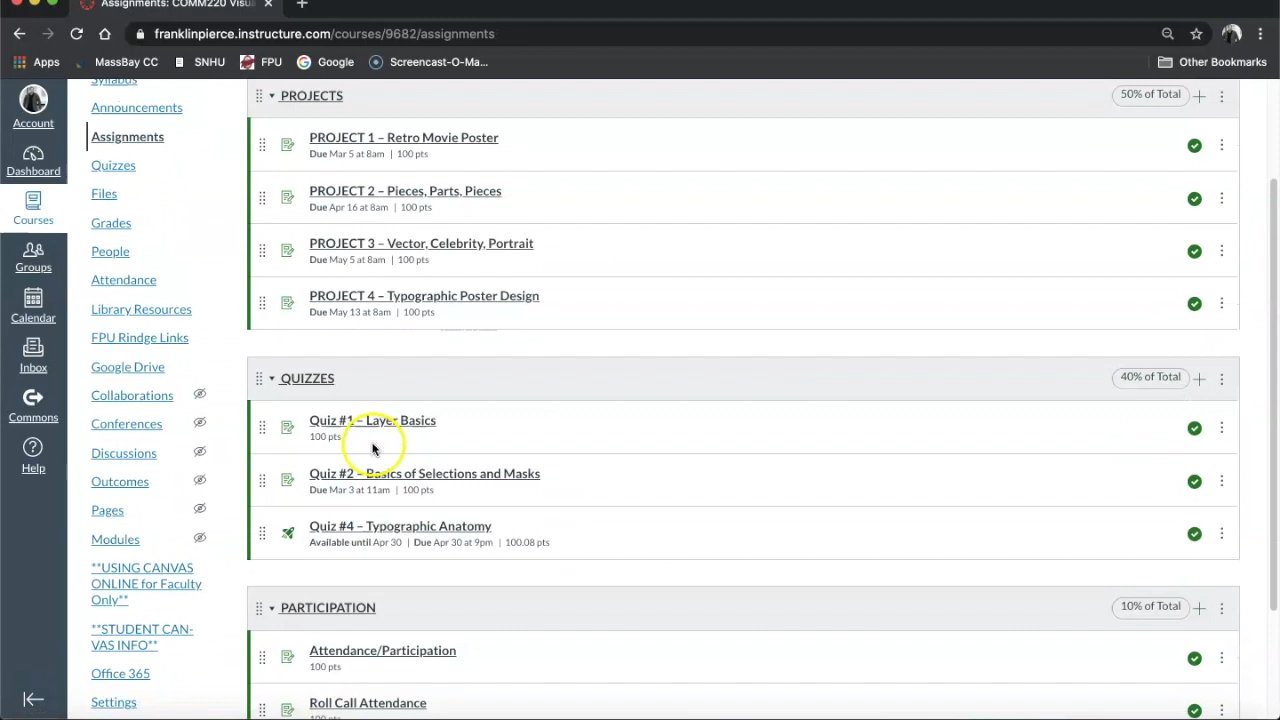 Assignments: COMM220 Visua
franklinpierce.instructure.com/courses/9682/assignments
Apps
MassBay CC
SNHU
FPU
Google
Screencast-O-Ma...
Other Bookmarks
Account
Dashboard
Courses
Groups
Calendar
Inbox
Commons
Help
Syllabus
Announcements
Assignments
Quizzes
Files
Grades
People
Attendance
Library Resources
FPU Rindge Links
Google Drive
Collaborations
Conferences
Discussions
Outcomes
Pages
Modules
**USING CANVAS
ONLINE for Faculty
Only**
**STUDENT CAN-
VAS INFO**
Office 365
Settings
PROJECTS
50% of Total
PROJECT 1 – Retro Movie Poster
Due Mar 5 at 8am | 100 pts
PROJECT 2 – Pieces, Parts, Pieces
Due Apr 16 at 8am | 100 pts
PROJECT 3 – Vector, Celebrity, Portrait
Due May 5 at 8am | 100 pts
PROJECT 4 – Typographic Poster Design
Due May 13 at 8am | 100 pts
QUIZZES
40% of Total
Quiz #1 – Layer Basics
100 pts
Quiz #2 – Basics of Selections and Masks
Due Mar 3 at 11am | 100 pts
Quiz #4 – Typographic Anatomy
Available until Apr 30 | Due Apr 30 at 9pm | 100.08 pts
PARTICIPATION
10% of Total
Attendance/Participation
100 pts
Roll Call Attendance
100 pts